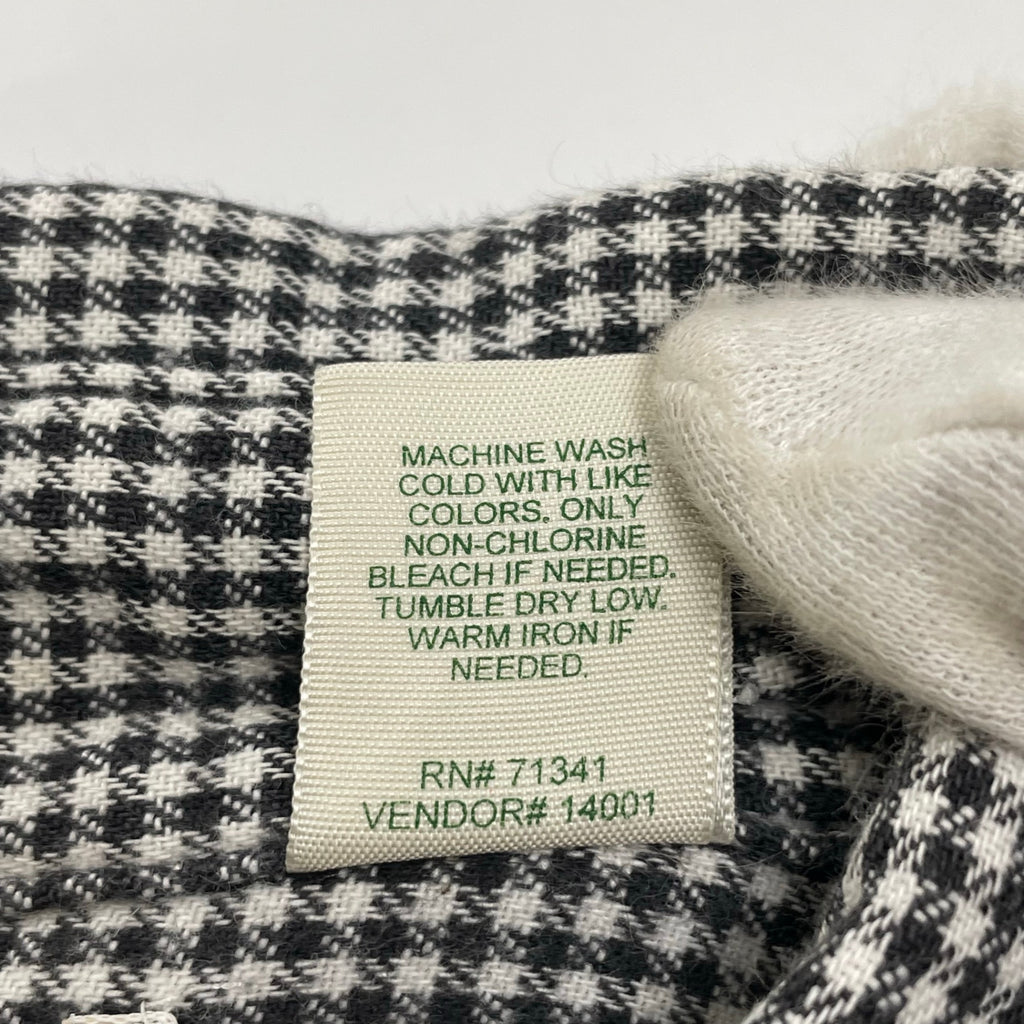 MACHINE WASH
COLD WITH LIKE
COLORS. ONLY
NON-CHLORINE
BLEACH IF NEEDED.
TUMBLE DRY LOW.
WARM IRON IF
NEEDED.
RN# 71341
VENDOR# 14001